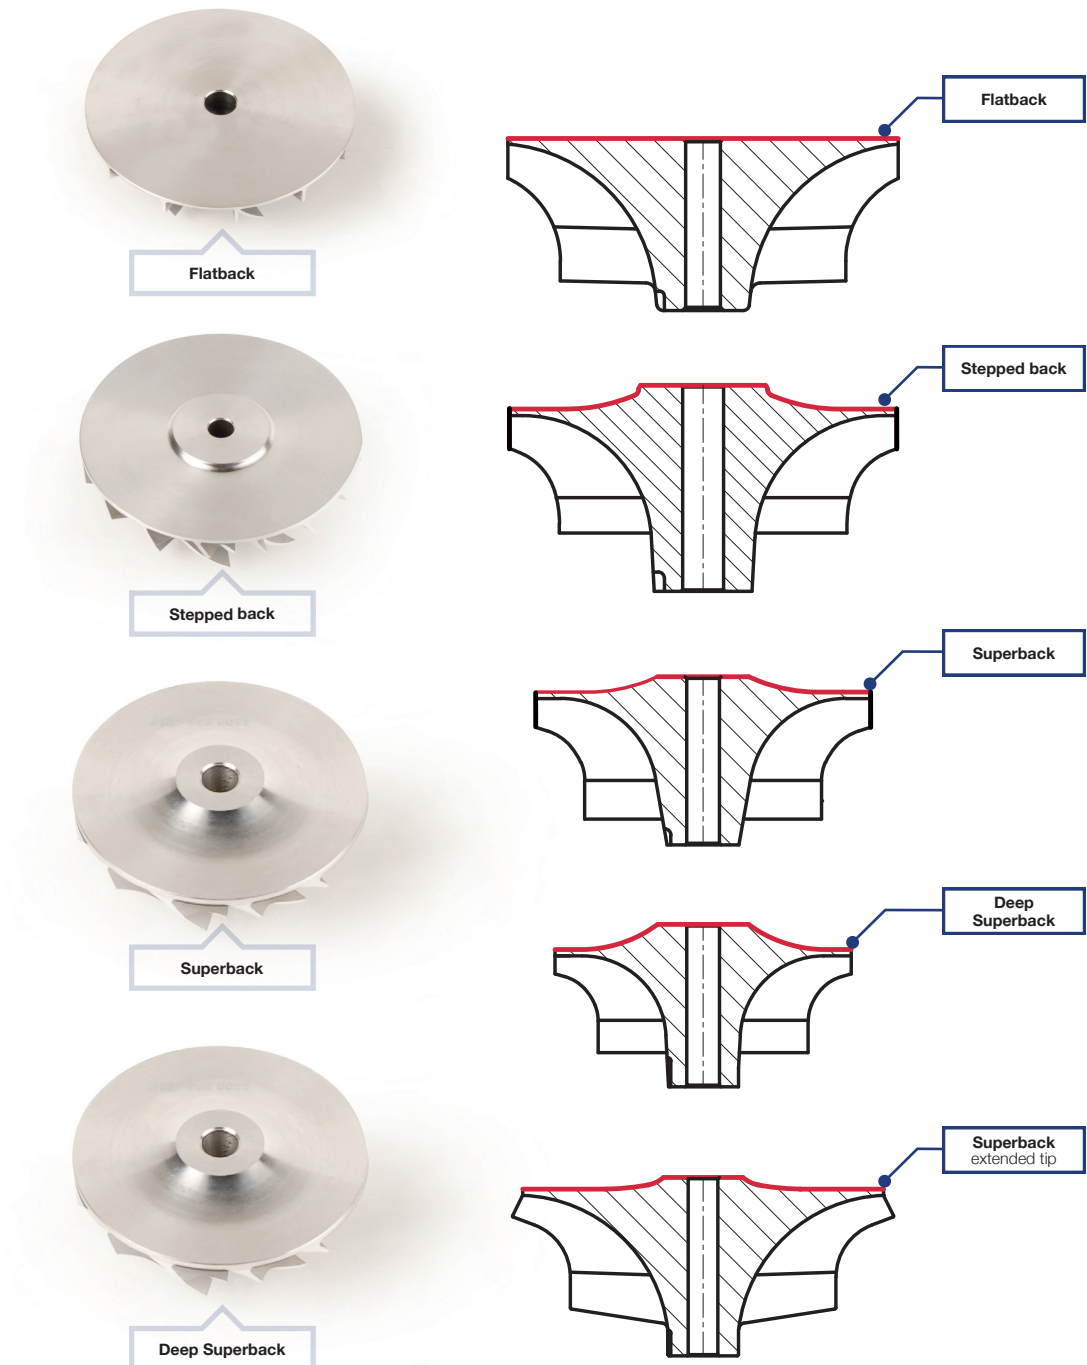 Flatback
Flatback
Stepped back
Stepped back
Superback
Superback
Deep
Superback
Superback
extended tip
Deep Superback